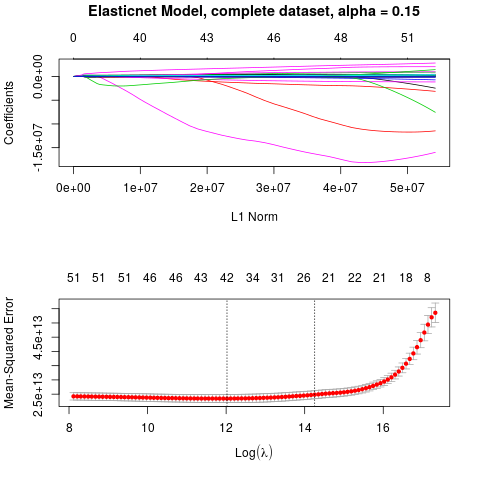 Elasticnet Model, complete dataset, alpha = 0.15
0 40 43 46 48 51
Coefficients
0.0e+00
-1.5e+07
0e+00 1e+07 2e+07 3e+07 4e+07 5e+07
L1 Norm
51 51 51 46 46 43 42 34 31 26 21 22 21 18 8
Mean-Squared Error
4.5e+13
2.5e+13
8 10 12 14 16
Log(λ)